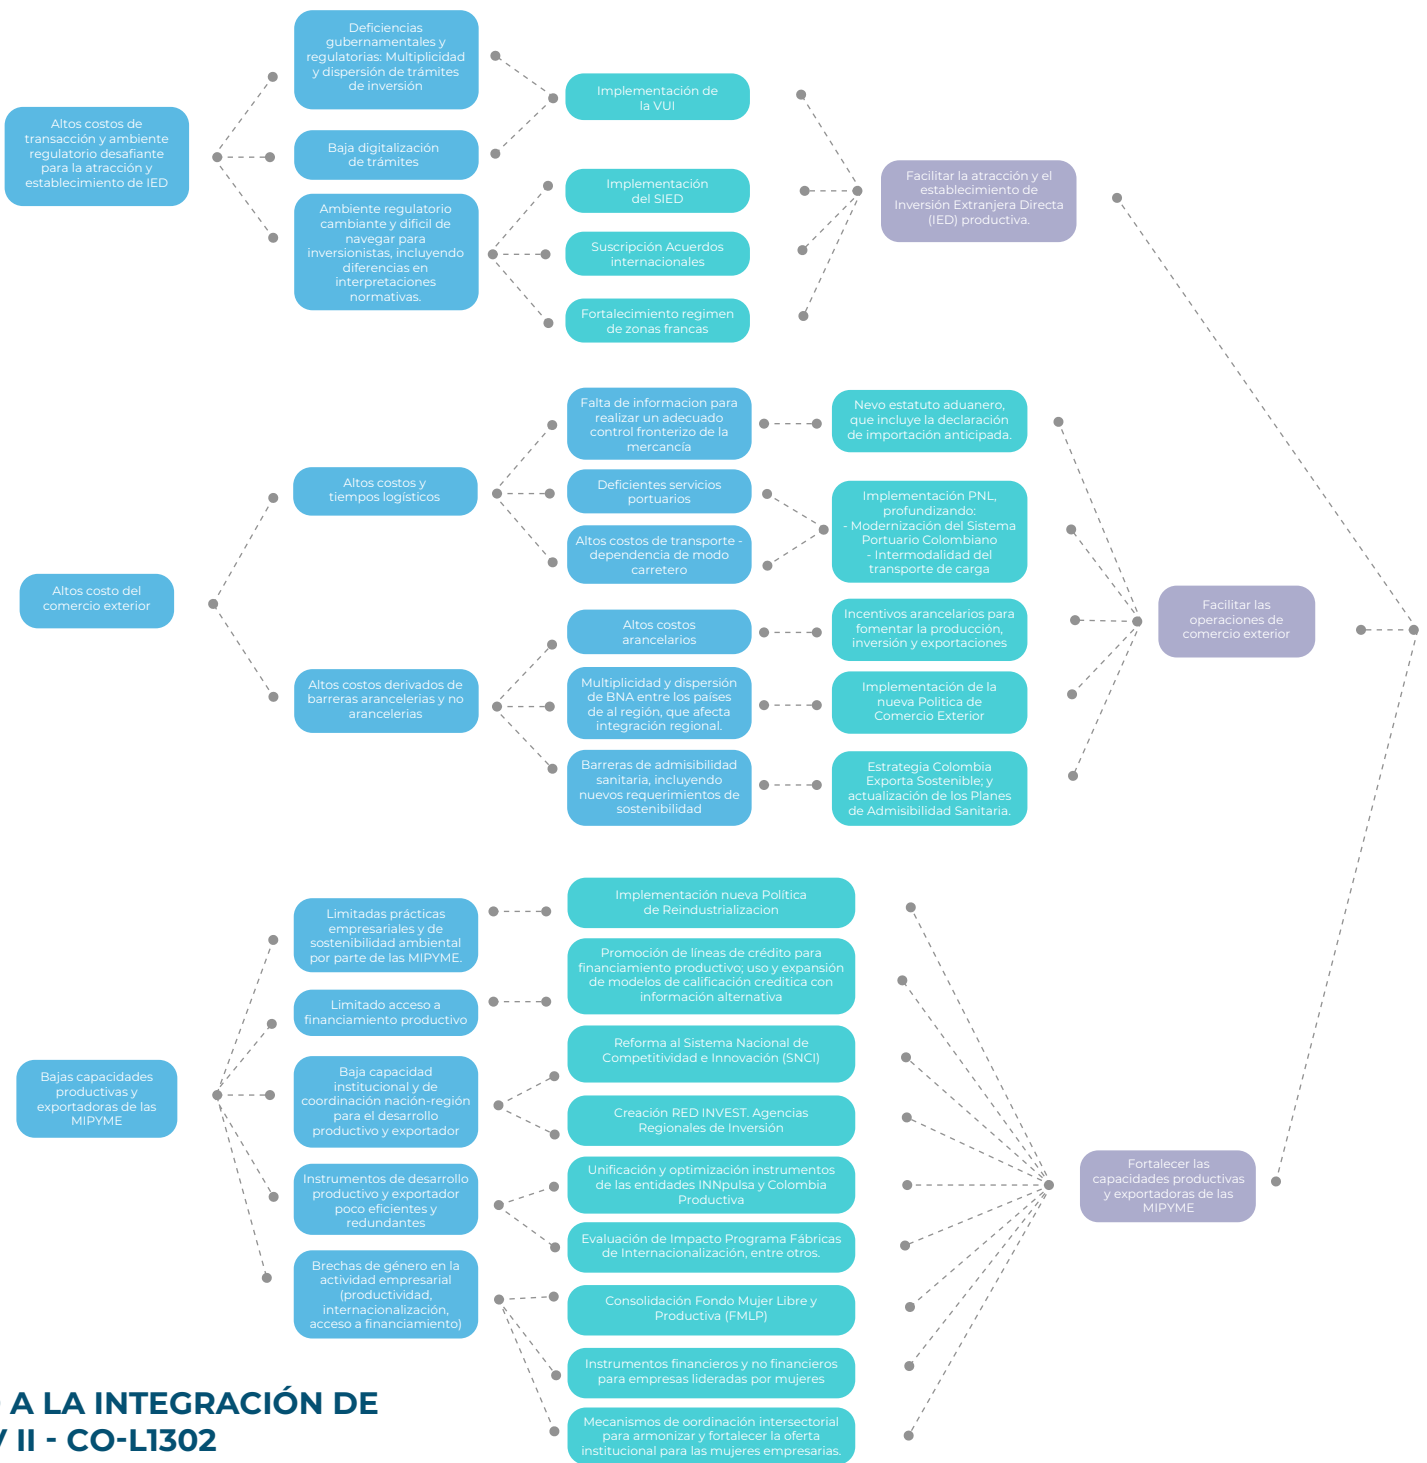 Altos costos de
transacción y ambiente
regulatorio desafiante
para la atracción y
establecimiento de IED
Deficiencias
gubernamentales y
regulatorias: Multiplicidad
y dispersión de trámites
de inversión
Baja digitalización
de trámites
Ambiente regulatorio
cambiante y dificil de
navegar para
inversionistas, incluyendo
diferencias en
interpretaciones
normativas.
Implementación de
la VUI
Implementación
del SIED
Suscripción Acuerdos
internacionales
Fortalecimiento regimen
de zonas francas
Facilitar la atracción y el
establecimiento de
Inversión Extranjera Directa
(IED) productiva.
Alto costo del
comercio exterior
Altos costos y
tiempos logísticos
Altos costos derivados de
barreras arancelerias y no
arancelerias
Falta de informacion para
realizar un adecuado
control fronterizo de la
mercancía
Deficientes servicios
portuarios
Altos costos de transporte -
dependencia de modo
carretero
Altos costos
arancelarios
Multiplicidad y dispersión
de BNA entre los países
de al región, que afecta
integración regional.
Barreras de admisibilidad
sanitaria, incluyendo
nuevos requerimientos de
sostenibilidad
Nevo estatuto aduanero,
que incluye la declaración
de importación anticipada.
Implementación PNL,
profundizando:
- Modernización del Sistema
Portuario Colombiano
- Intermodalidad del
transporte de carga
Incentivos arancelarios para
fomentar la producción,
inversión y exportaciones
Implementación de la
nueva Politica de
Comercio Exterior
Estrategia Colombia
Exporta Sostenible; y
actualización de los Planes
de Admisibilidad Sanitaria.
Facilitar las
operaciones de
comercio exterior
Bajas capacidades
productivas y
exportadoras de las
MIPYME
Limitadas prácticas
empresariales y de
sostenibilidad ambiental
por parte de las MIPYME.
Limitado acceso a
financiamiento productivo
Baja capacidad
institucional y de
coordinación nación-región
para el desarrollo
productivo y exportador
Instrumentos de desarrollo
productivo y exportador
poco eficientes y
redundantes
Brechas de género en la
actividad empresarial
(productividad,
internacionalización,
acceso a financiamiento)
Implementación nueva Política
de Reindustrializacion
Promoción de líneas de crédito para
financiamiento productivo; uso y expansión
de modelos de calificación creditica con
información alternativa
Reforma al Sistema Nacional de
Competitividad e Innovación (SNCI)
Creación RED INVEST. Agencias
Regionales de Inversión
Unificación y optimización instrumentos
de las entidades INNpulsa y Colombia
Productiva
Evaluación de Impacto Programa Fábricas
de Internacionalización, entre otros.
Consolidación Fondo Mujer Libre y
Productiva (FMLP)
Instrumentos financieros y no financieros
para empresas lideradas por mujeres
Mecanismos de oordinación intersectorial
para armonizar y fortalecer la oferta
institucional para las mujeres empresarias.
Fortalecer las
capacidades productivas
y exportadoras de las
MIPYME
A LA INTEGRACIÓN DE
II - CO-L1302